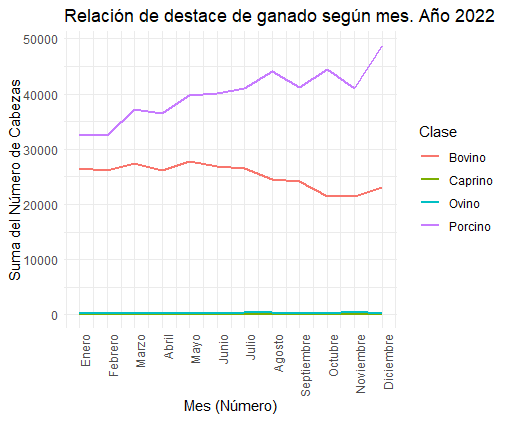 Relación de destace de ganado según mes. Año 2022
Suma del Número de Cabezas
50000
40000
30000
20000
10000
0
Enero
Febrero
Marzo
Abril
Mayo
Junio
Julio
Agosto
Septiembre
Octubre
Noviembre
Diciembre
Mes (Número)
Clase
Bovino
Caprino
Ovino
Porcino